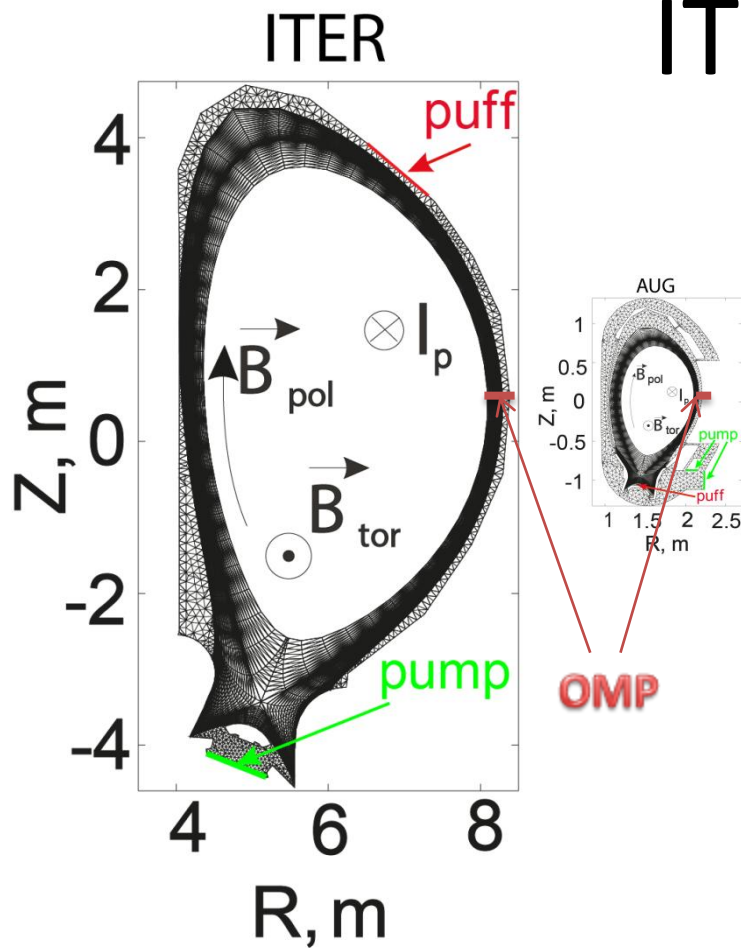 IT
ITER
puff
4
2
0
-2
-4
Z, m
B pol
I p
B tor
pump
4 6 8
R, m
AUG
1
0.5
0
-0.5
-1
Z, m
B pol
I p
B tor
pump
puff
1 1.5 2 2.5
R, m
OMP